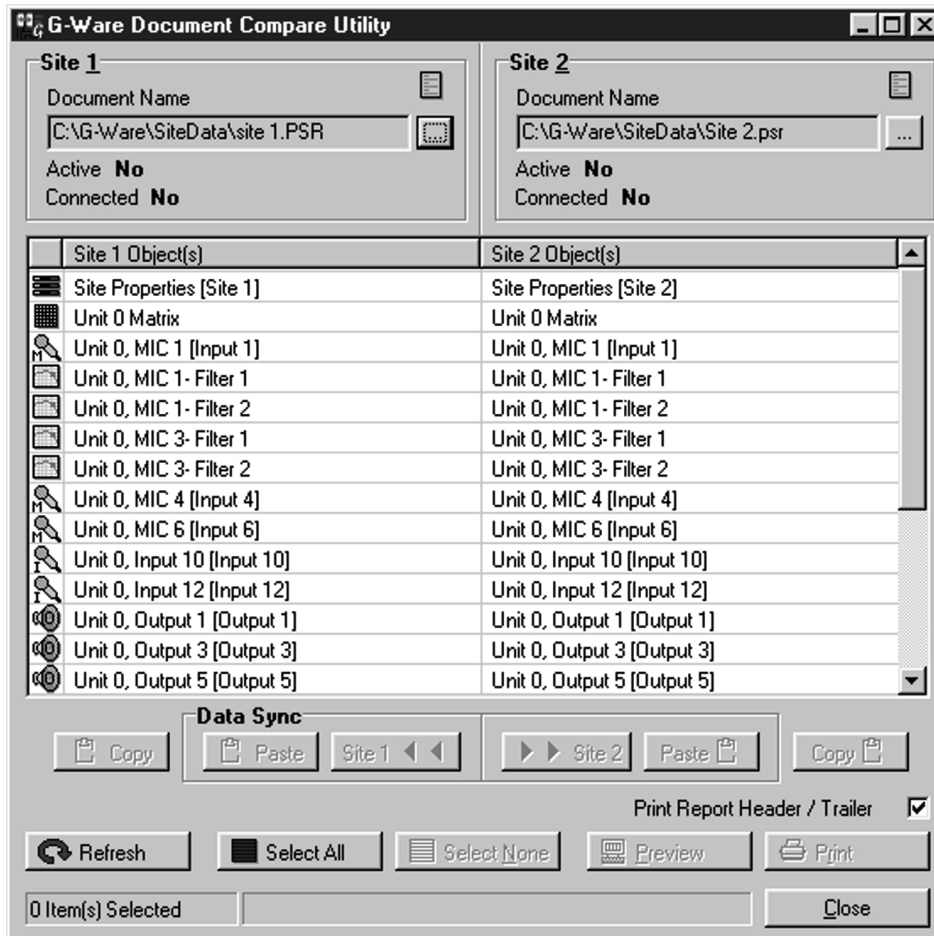 G-Ware Document Compare Utility
Site 1
Document Name
C:\G-Ware\SiteData\site 1.PSR
...
Active No
Connected No
Site 2
Document Name
C:\G-Ware\SiteData\Site 2.psr
...
Active No
Connected No
Site 1 Object(s) Site 2 Object(s)
Site Properties [Site 1] Site Properties [Site 2]
Unit 0 Matrix Unit 0 Matrix
M Unit 0, MIC 1 [Input 1] Unit 0, MIC 1 [Input 1]
Unit 0, MIC 1- Filter 1 Unit 0, MIC 1- Filter 1
Unit 0, MIC 1- Filter 2 Unit 0, MIC 1- Filter 2
Unit 0, MIC 3- Filter 1 Unit 0, MIC 3- Filter 1
Unit 0, MIC 3- Filter 2 Unit 0, MIC 3- Filter 2
M Unit 0, MIC 4 [Input 4] Unit 0, MIC 4 [Input 4]
M Unit 0, MIC 6 [Input 6] Unit 0, MIC 6 [Input 6]
I Unit 0, Input 10 [Input 10] Unit 0, Input 10 [Input 10]
I Unit 0, Input 12 [Input 12] Unit 0, Input 12 [Input 12]
Unit 0, Output 1 [Output 1] Unit 0, Output 1 [Output 1]
Unit 0, Output 3 [Output 3] Unit 0, Output 3 [Output 3]
Unit 0, Output 5 [Output 5] Unit 0, Output 5 [Output 5]
Data Sync
Copy Paste Site 1 Site 2 Paste Copy
Print Report Header / Trailer
Refresh Select All Select None Preview Print
0 Item(s) Selected Close